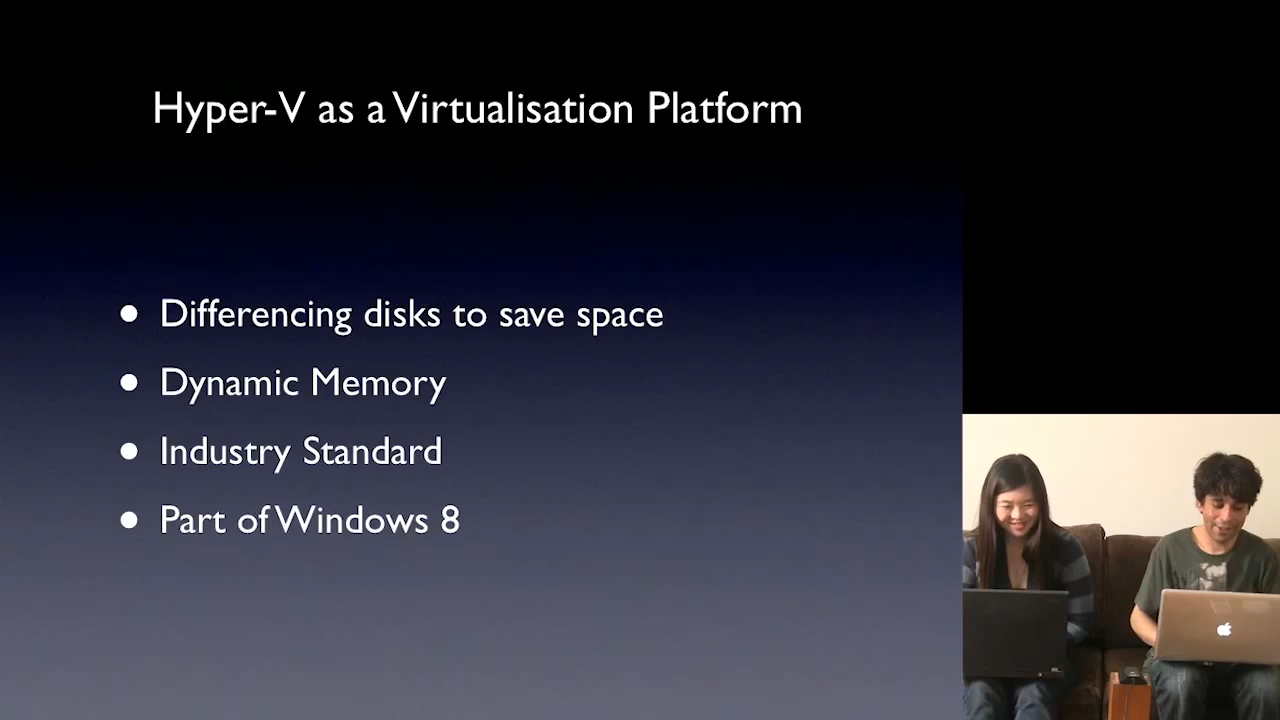 Hyper-V as a Virtualisation Platform
• Differencing disks to save space
• Dynamic Memory
• Industry Standard
• Part of Windows 8